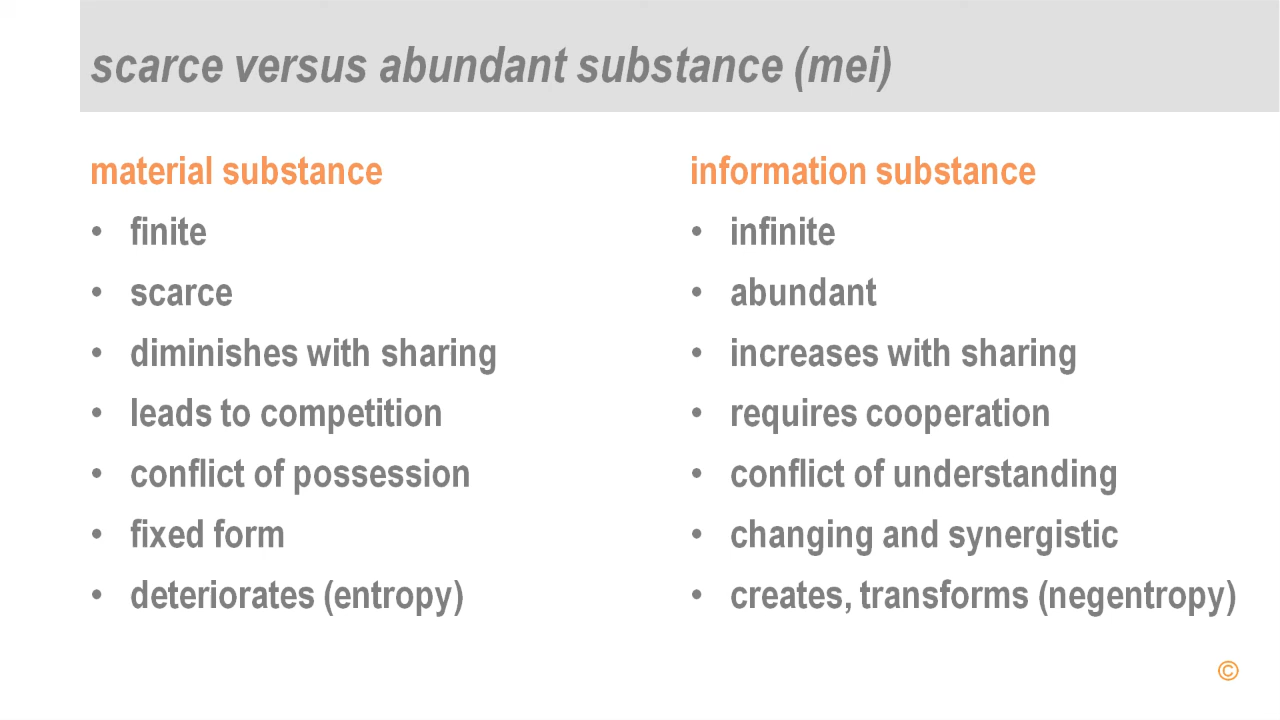 scarce versus abundant substance (mei)
material substance
• finite
• scarce
• diminishes with sharing
• leads to competition
• conflict of possession
• fixed form
• deteriorates (entropy)
information substance
• infinite
• abundant
• increases with sharing
• requires cooperation
• conflict of understanding
• changing and synergistic
• creates, transforms (negentropy)
©